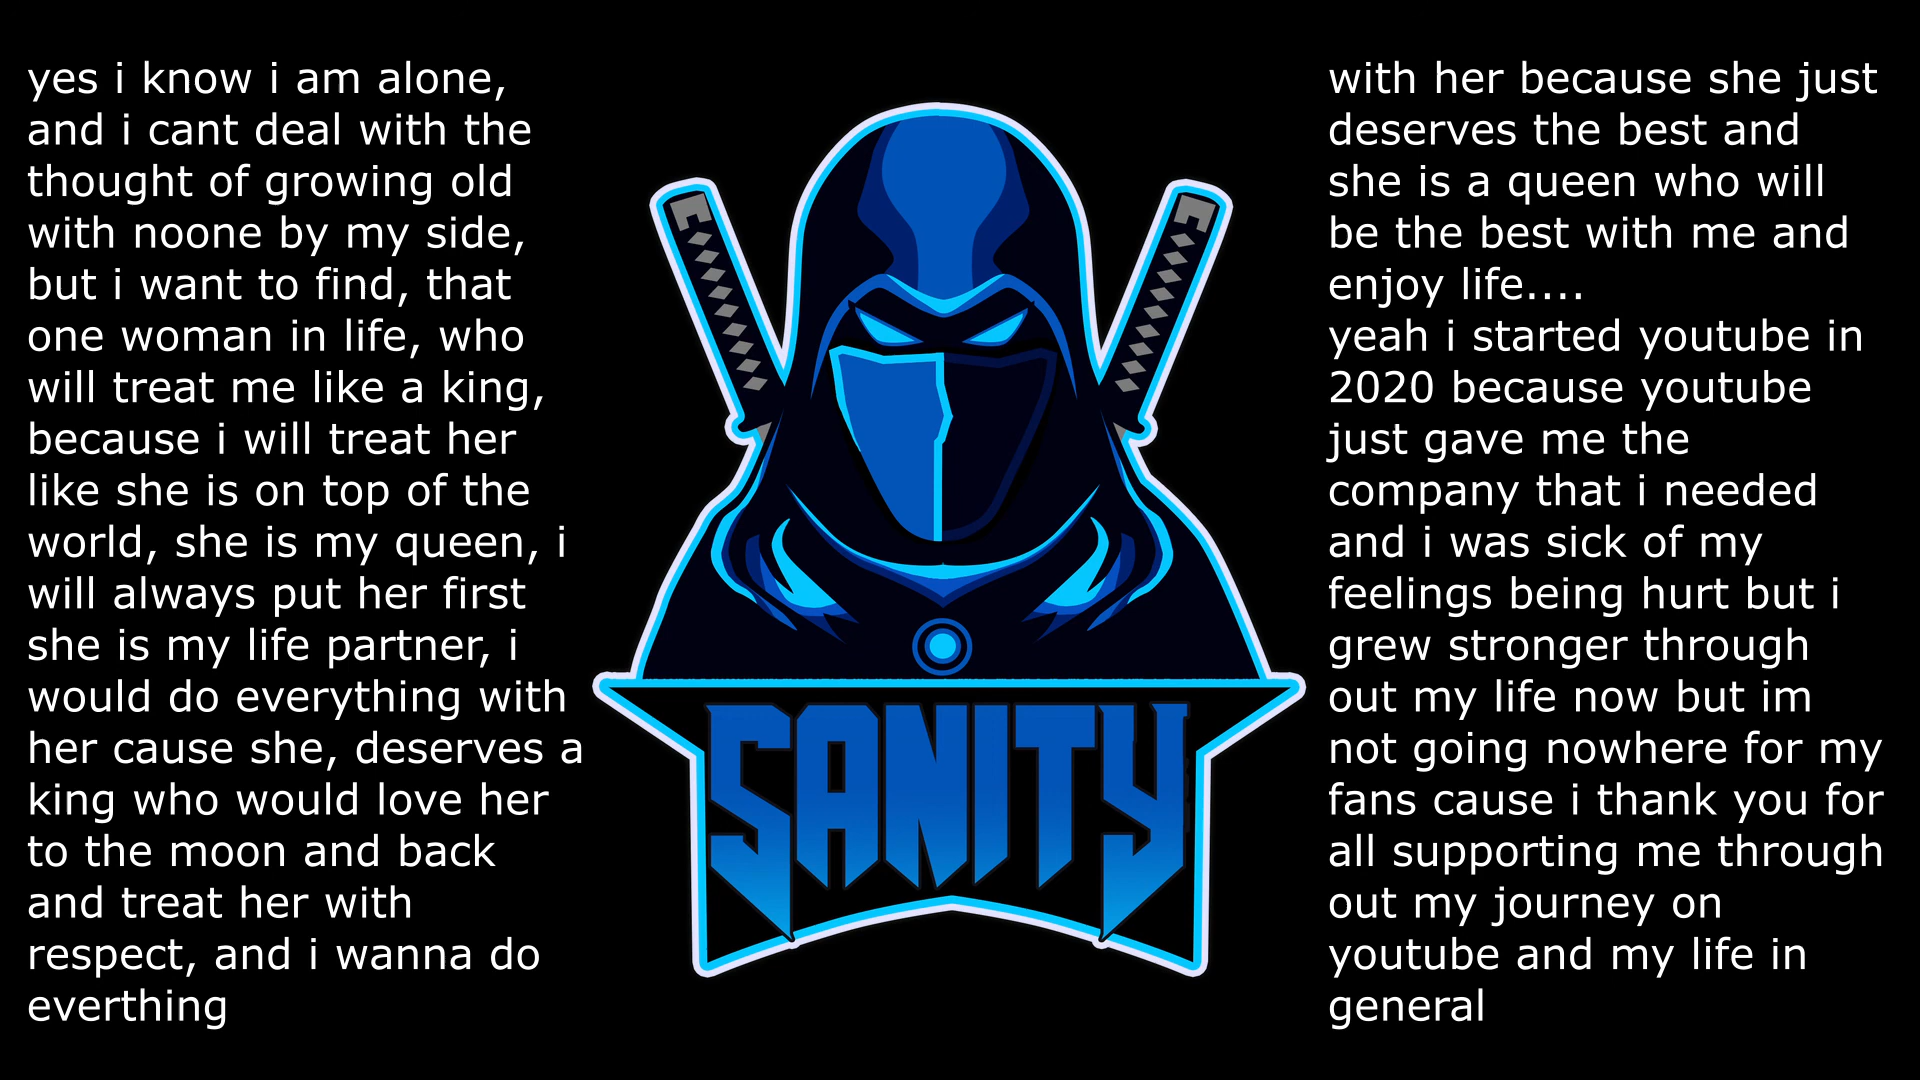 yes i know i am alone,
and i cant deal with the
thought of growing old
with noone by my side,
but i want to find, that
one woman in life, who
will treat me like a king,
because i will treat her
like she is on top of the
world, she is my queen, i
will always put her first
she is my life partner, i
would do everything with
her cause she, deserves a
king who would love her
to the moon and back
and treat her with
respect, and i wanna do
everthing
SANITY
with her because she just
deserves the best and
she is a queen who will
be the best with me and
enjoy life....
yeah i started youtube in
2020 because youtube
just gave me the
company that i needed
and i was sick of my
feelings being hurt but i
grew stronger through
out my life now but im
not going nowhere for my
fans cause i thank you for
all supporting me through
out my journey on
youtube and my life in
general